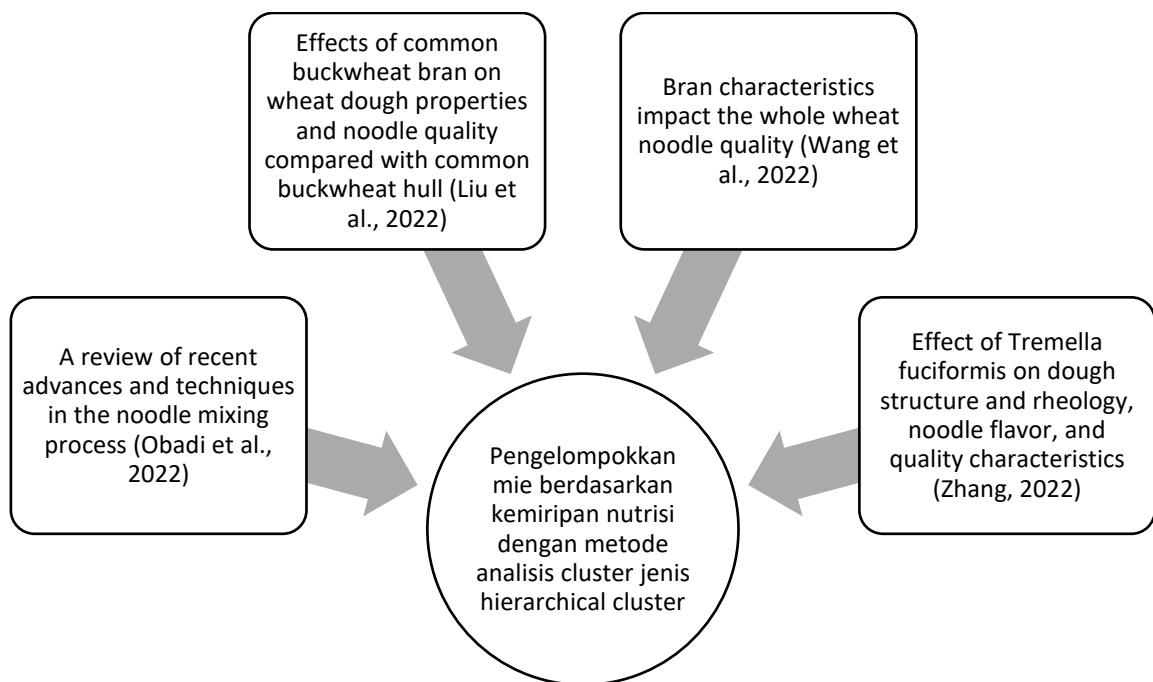 Effects of common
buckwheat bran on
wheat dough properties
and noodle quality
compared with common
buckwheat hull (Liu et
al., 2022)
Bran characteristics
impact the whole wheat
noodle quality (Wang et
al., 2022)
A review of recent
advances and techniques
in the noodle mixing
process (Obadi et al.,
2022)
Effect of Tremella
fuciformis on dough
structure and rheology,
noodle flavor, and
quality characteristics
(Zhang, 2022)
Pengelompokkan
mie berdasarkan
kemiripan nutrisi
dengan metode
analisis cluster jenis
hierarchical cluster